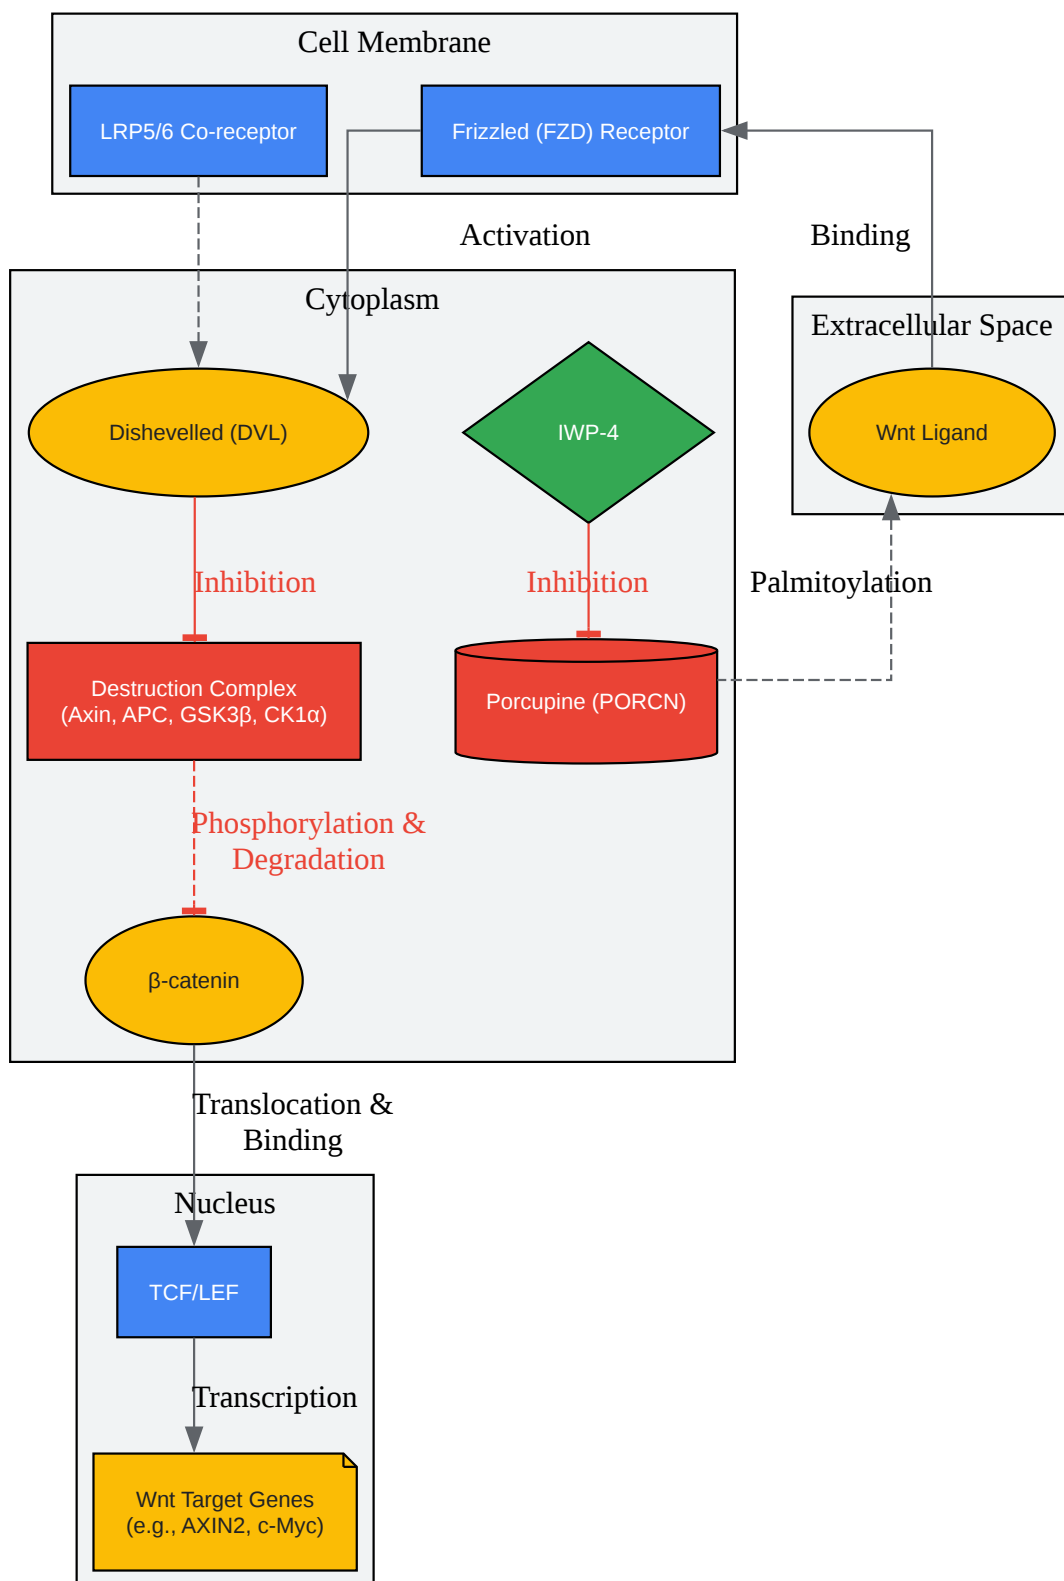 Cell Membrane
LRP5/6 Co-receptor
Frizzled (FZD) Receptor
Activation
Binding
Cytoplasm
Extracellular Space
Dishevelled (DVL)
IWP-4
Wnt Ligand
Inhibition
Inhibition
Palmitoylation
Destruction Complex
(Axin, APC, GSK3β, CK1α)
Porcupine (PORCN)
Phosphorylation &
Degradation
β-catenin
Translocation &
Binding
Nucleus
TCF/LEF
Transcription
Wnt Target Genes
(e.g., AXIN2, c-Myc)